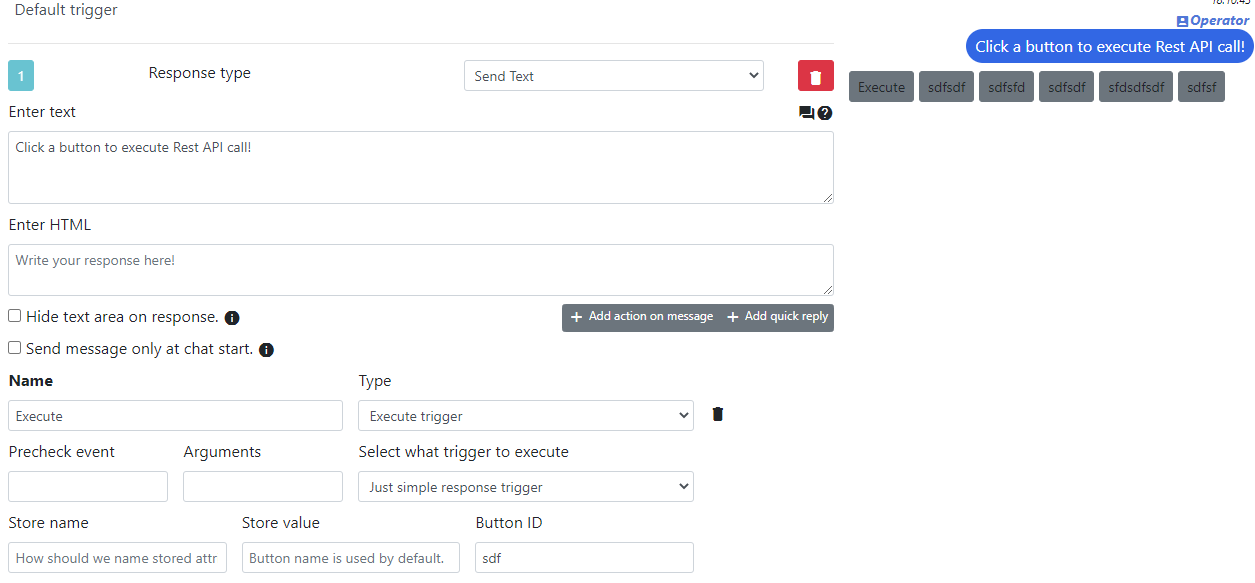 Default trigger
Operator
Click a button to execute Rest API call!
Execute sdfsdf sdfsfd sdfsdf sfdsdfsdf sdfsf
1 Response type Send Text
Enter text
Click a button to execute Rest API call!
Enter HTML
Write your response here!
Hide text area on response.
Add action on message Add quick reply
Send message only at chat start.
Name Type
Execute Execute trigger
Precheck event Arguments Select what trigger to execute
Just simple response trigger
Store name Store value Button ID
How should we name stored attr Button name is used by default. sdf